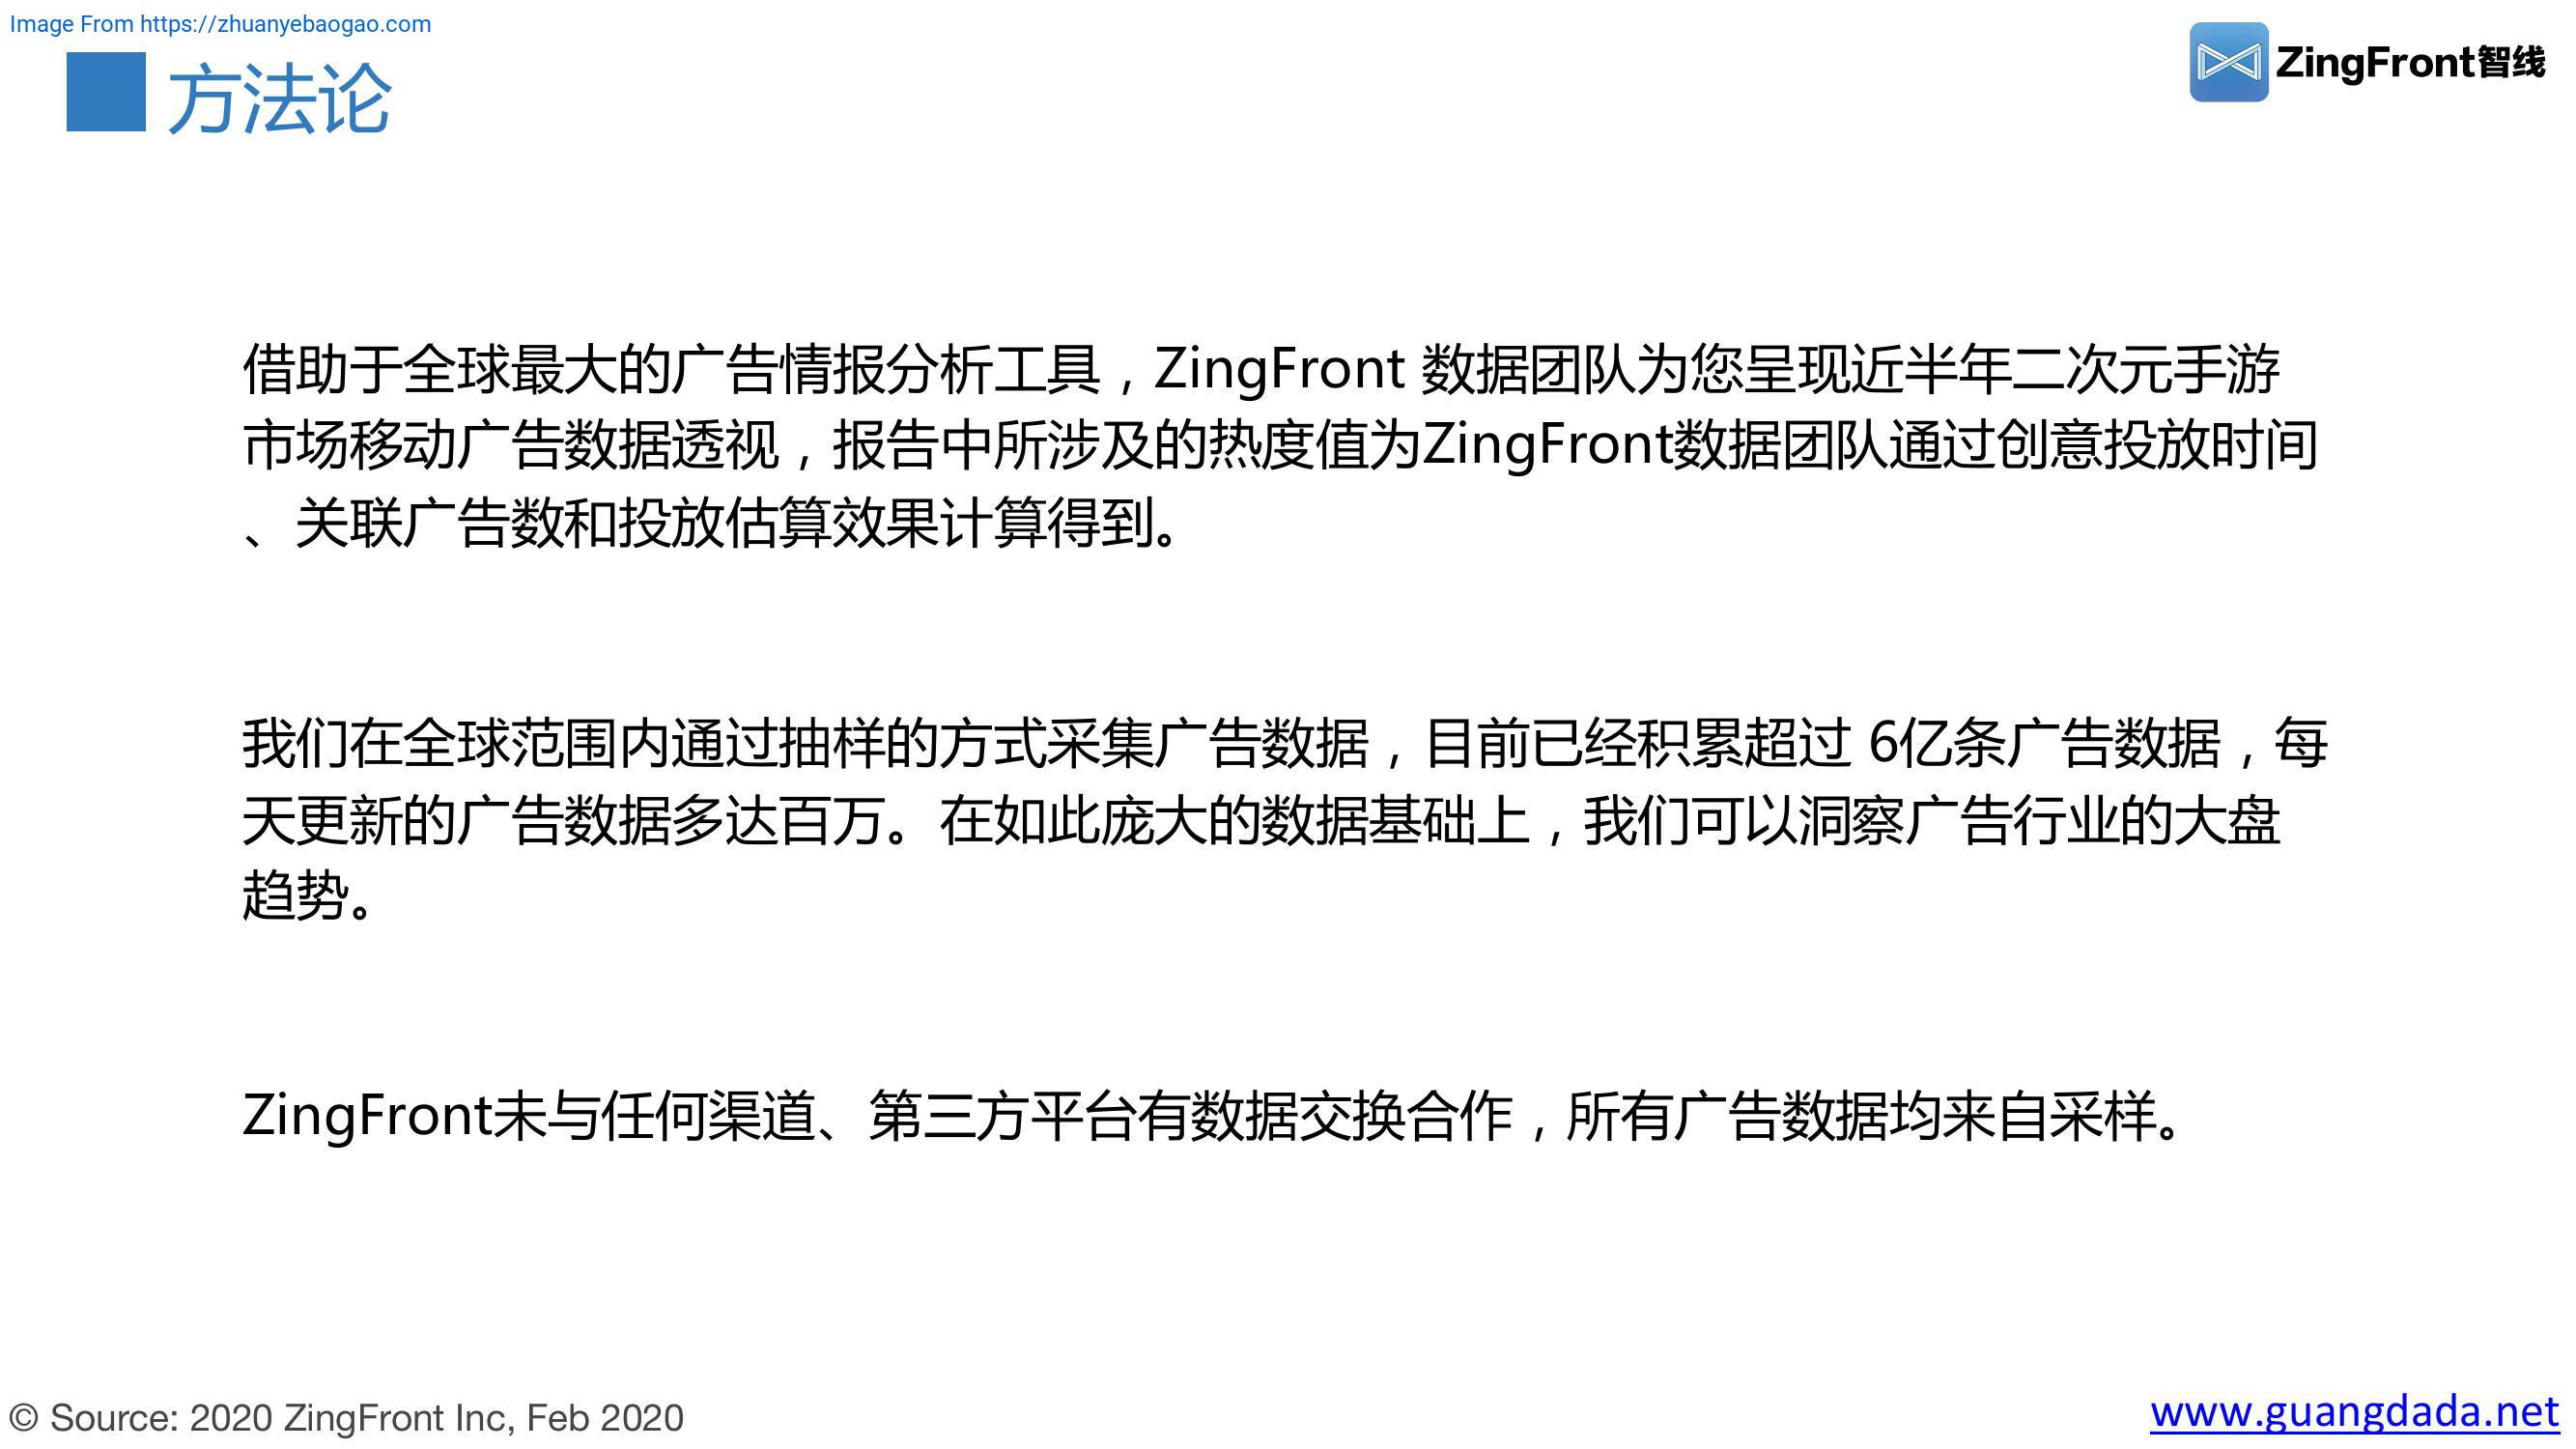 Image From https://zhuanyebaogao.com
ZingFront智线
方法论
借助于全球最大的广告情报分析工具，ZingFront 数据团队为您呈现近半年二次元手游
市场移动广告数据透视，报告中所涉及的热度值为ZingFront数据团队通过创意投放时间
、关联广告数和投放估算效果计算得到。
我们在全球范围内通过抽样的方式采集广告数据，目前已经积累超过 6亿条广告数据，每
天更新的广告数据多达百万。在如此庞大的数据基础上，我们可以洞察广告行业的大盘
趋势。
ZingFront未与任何渠道、第三方平台有数据交换合作，所有广告数据均来自采样。
© Source: 2020 ZingFront Inc, Feb 2020
www.guangdada.net